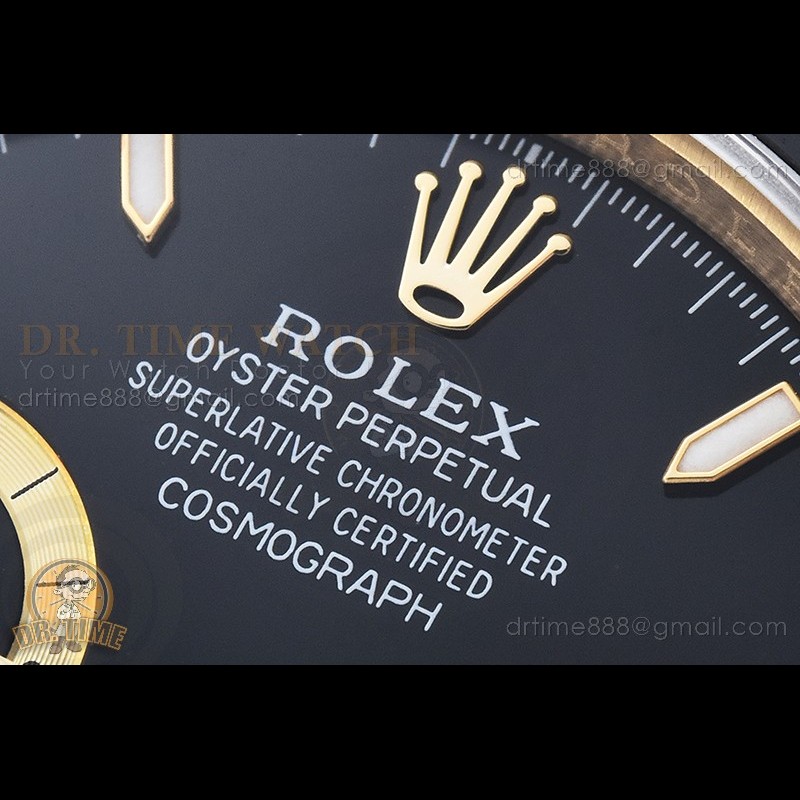 drtime888@gmail.com
DR. TIME WATCH
ROLEX
OYSTER PERPETUAL
SUPERLATIVE CHRONOMETER
OFFICIALLY CERTIFIED
COSMOGRAPH
drtime888@gmail.com
DR. TIME
drtime888@gmail.com